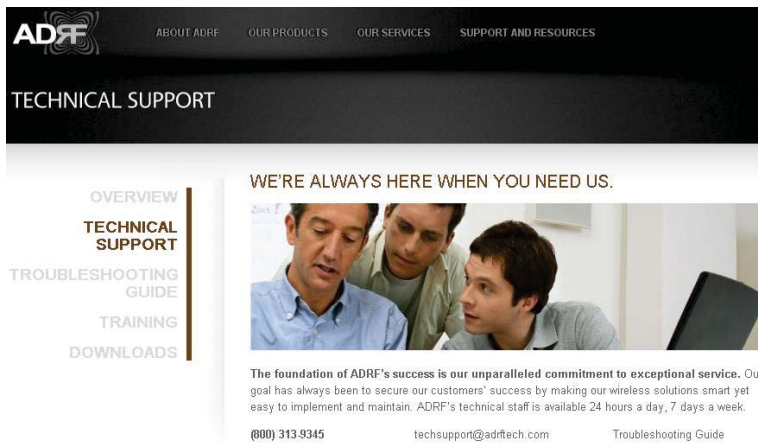 ADRF
ABOUT ADRF OUR PRODUCTS OUR SERVICES SUPPORT AND RESOURCES
TECHNICAL SUPPORT
OVERVIEW
TECHNICAL
SUPPORT
TROUBLESHOOTING
GUIDE
TRAINING
DOWNLOADS
WE'RE ALWAYS HERE WHEN YOU NEED US.
The foundation of ADRF's success is our unparalleled commitment to exceptional service. Ou
goal has always been to secure our customers' success by making our wireless solutions smart yet
easy to implement and maintain. ADRF's technical staff is available 24 hours a day, 7 days a week.
(800) 313-9345 techsupport@adrftech.com Troubleshooting Guide